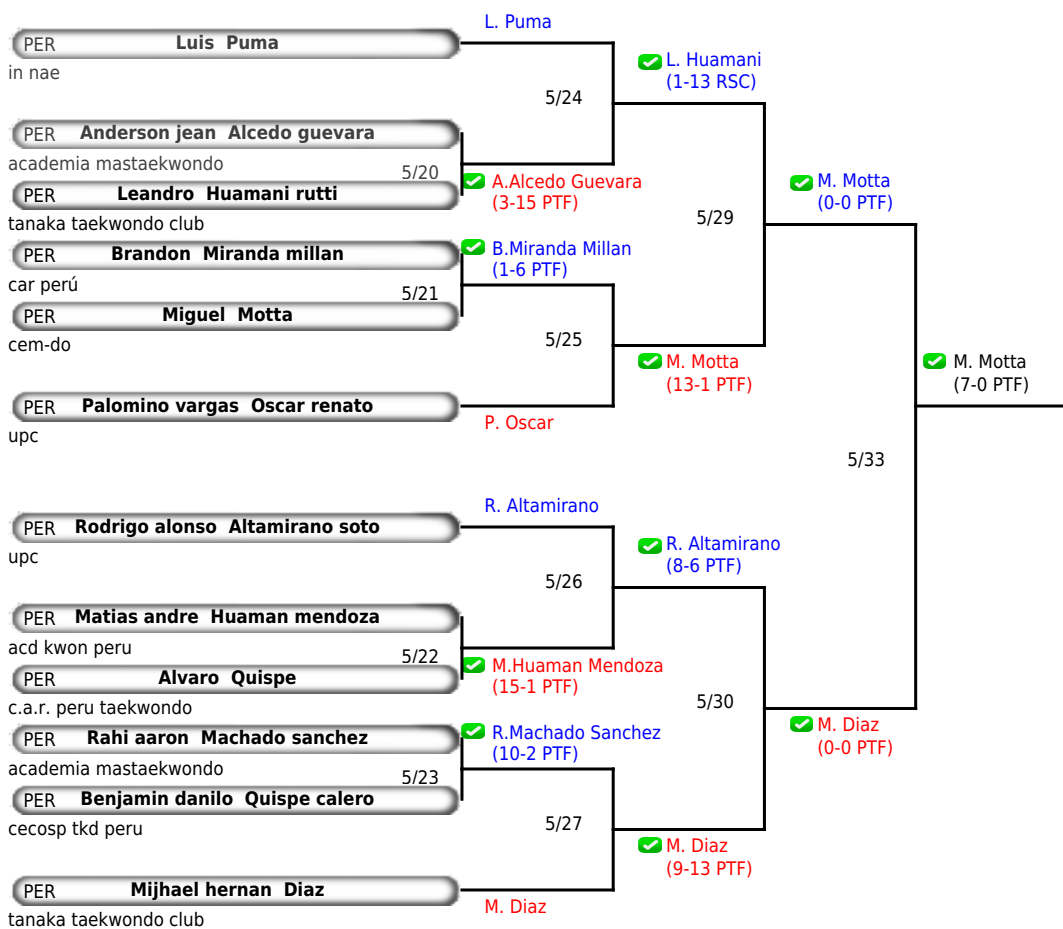 L. Puma
PER Luis Puma
in nae
L. Huamani
(1-13 RSC)
5/24
PER Anderson jean Alcedo guevara
academia mastaekwondo
5/20
PER Leandro Huamani rutti
tanaka taekwondo club
A.Alcedo Guevara
(3-15 PTF)
5/29
M. Motta
(0-0 PTF)
PER Brandon Miranda millan
car perú
B.Miranda Millan
(1-6 PTF)
5/21
PER Miguel Motta
cem-do
5/25
M. Motta
(13-1 PTF)
M. Motta
(7-0 PTF)
PER Palomino vargas Oscar renato
upc
P. Oscar
5/33
R. Altamirano
PER Rodrigo alonso Altamirano soto
upc
R. Altamirano
(8-6 PTF)
5/26
PER Matias andre Huaman mendoza
acd kwon peru
5/22
PER Alvaro Quispe
c.a.r. peru taekwondo
M.Huaman Mendoza
(15-1 PTF)
5/30
M. Diaz
(0-0 PTF)
PER Rahi aaron Machado sanchez
academia mastaekwondo
R.Machado Sanchez
(10-2 PTF)
5/23
PER Benjamin danilo Quispe calero
cecosp tkd peru
5/27
M. Diaz
(9-13 PTF)
PER Mijhael hernan Diaz
tanaka taekwondo club
M. Diaz